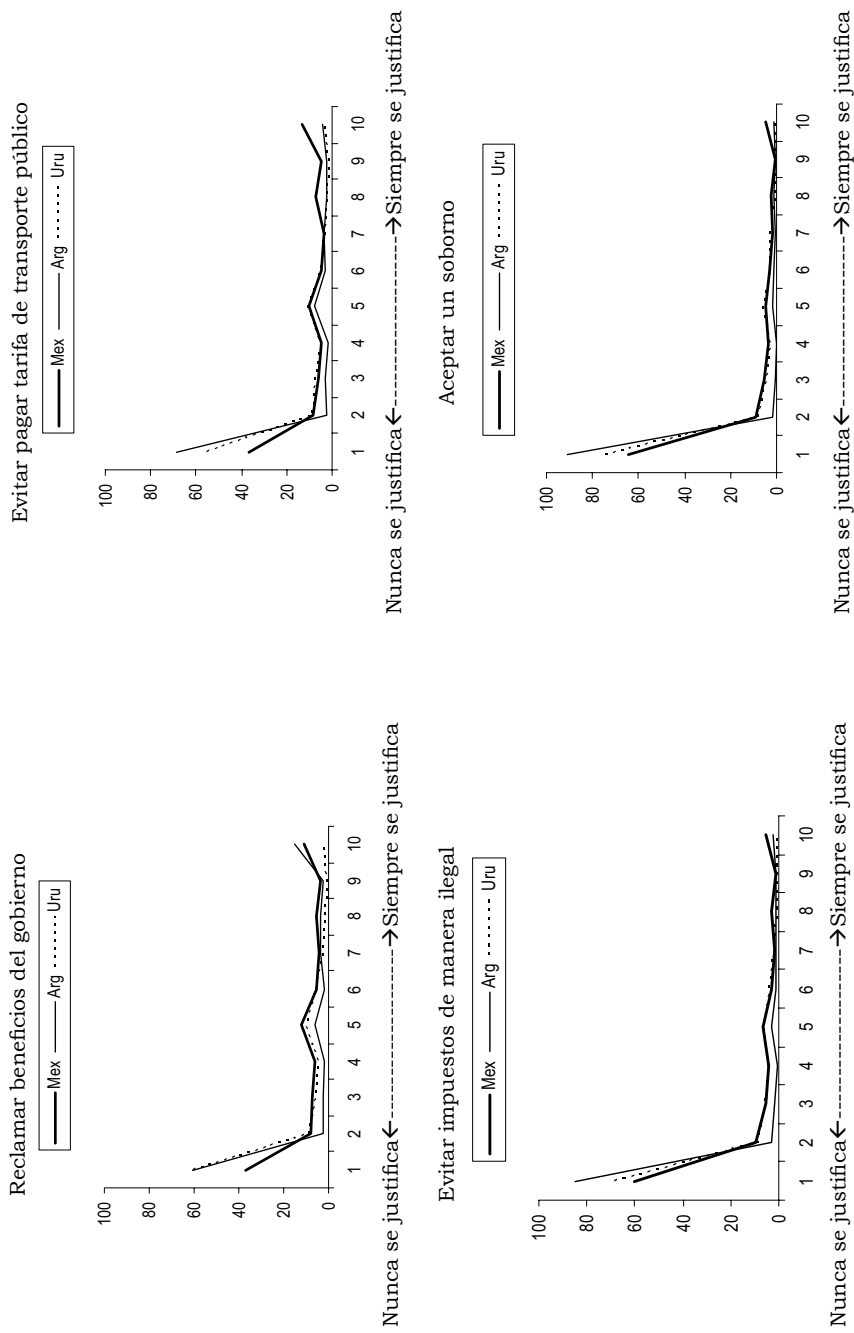 Reclamar beneficios del gobierno
Mex Arg Uru
100
80
60
40
20
0
1 2 3 4 5 6 7 8 9 10
Nunca se justifica←--------------------→Siempre se justifica
Evitar pagar tarifa de transporte público
Mex Arg Uru
100
80
60
40
20
0
1 2 3 4 5 6 7 8 9 10
Nunca se justifica←--------------------→Siempre se justifica
Evitar impuestos de manera ilegal
Mex Arg Uru
100
80
60
40
20
0
1 2 3 4 5 6 7 8 9 10
Nunca se justifica←--------------------→Siempre se justifica
Aceptar un soborno
Mex Arg Uru
100
80
60
40
20
0
1 2 3 4 5 6 7 8 9 10
Nunca se justifica←--------------------→Siempre se justifica